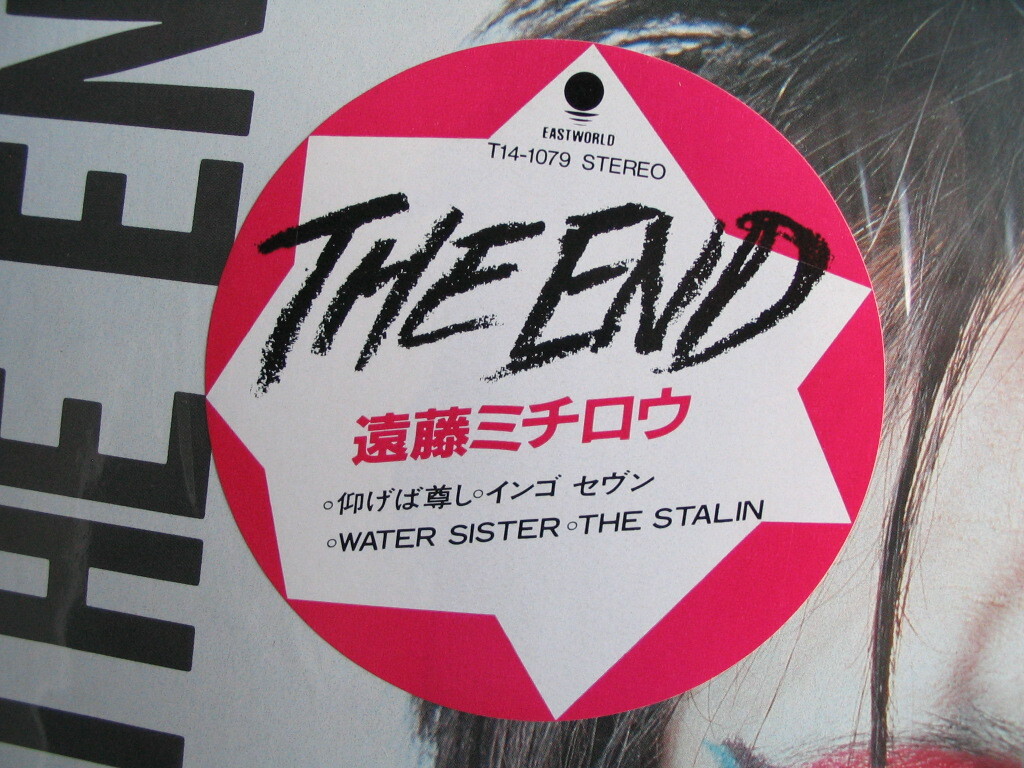 THE EN
EASTWORLD
T14-1079 STEREO
THE END
遠藤ミチロウ
○仰げば尊し○インゴ セヴン
○WATER SISTER○THE STALIN